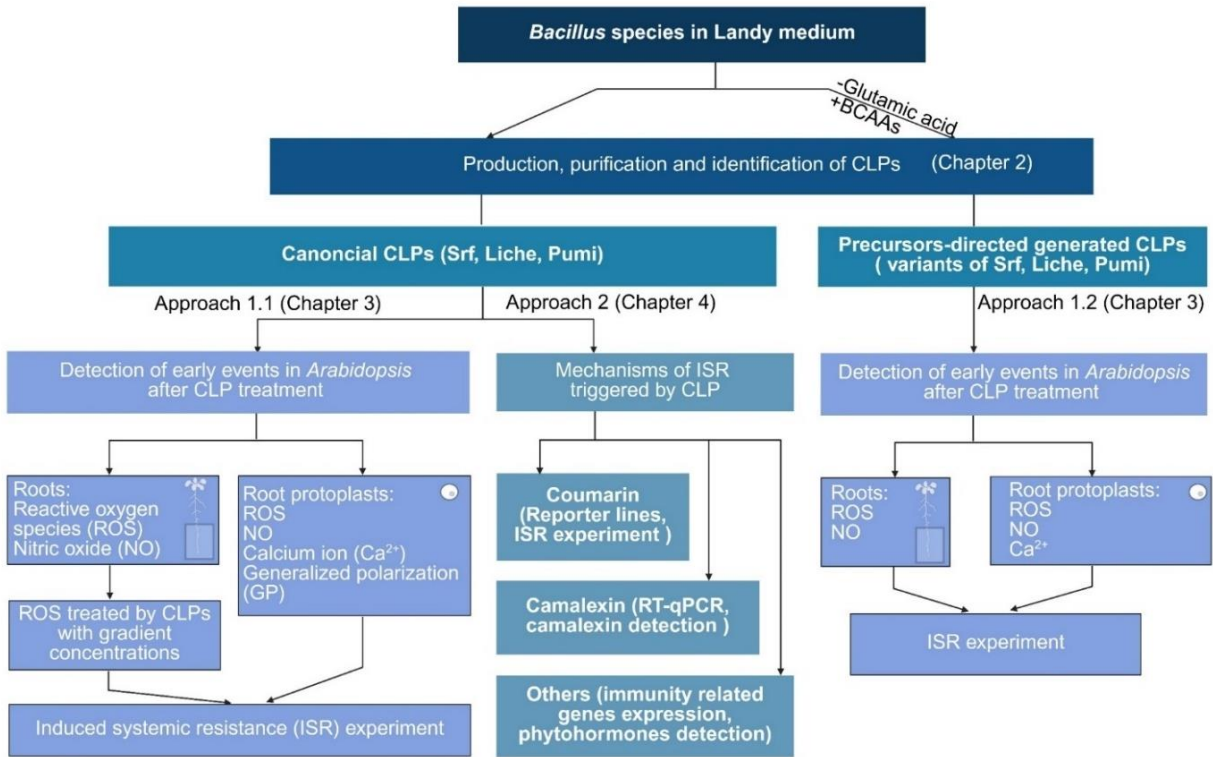 Bacillus species in Landy medium
-Glutamic acid
+BCAAs
Production, purification and identification of CLPs (Chapter 2)
Canoncial CLPs (Srf, Liche, Pumi)
Precursors-directed generated CLPs
( variants of Srf, Liche, Pumi)
Approach 1.1 (Chapter 3)
Approach 2 (Chapter 4)
Approach 1.2 (Chapter 3)
Detection of early events in Arabidopsis
after CLP treatment
Mechanisms of ISR
triggered by CLP
Detection of early events in Arabidopsis
after CLP treatment
Roots:
Reactive oxygen
species (ROS)
Nitric oxide (NO)
Root protoplasts:
ROS
NO
Calcium ion (Ca²⁺)
Generalized polarization
(GP)
Coumarin
(Reporter lines,
ISR experiment )
Roots:
ROS
NO
Root protoplasts:
ROS
NO
Ca²⁺
ROS treated by CLPs
with gradient
concentrations
Camalexin (RT-qPCR,
camalexin detection )
ISR experiment
Induced systemic resistance (ISR) experiment
Others (immunity related
genes expression,
phytohormones detection)